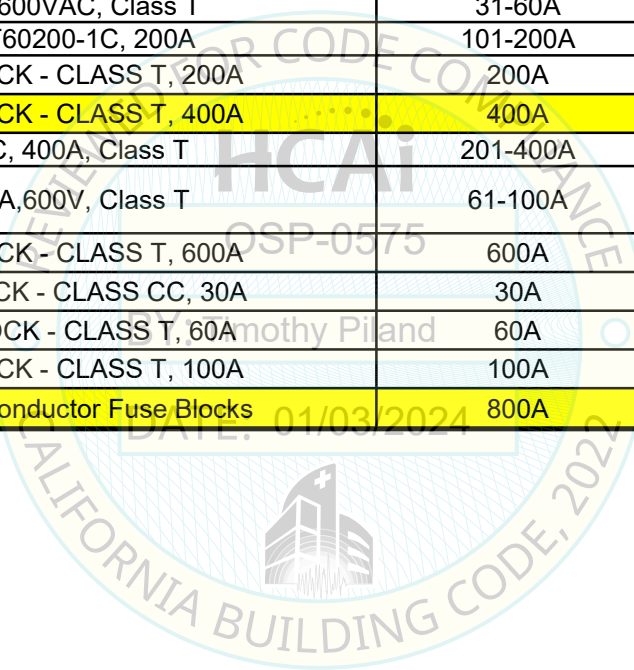 600VAC, Class T 31-60A
T60200-1C, 200A 101-200A
CK - CLASS T, 200A 200A
CK - CLASS T, 400A 400A
C, 400A, Class T 201-400A
A,600V, Class T 61-100A
CK - CLASS T, 600A 600A
CK - CLASS CC, 30A 30A
OCK - CLASS T, 60A 60A
CK - CLASS T, 100A 100A
onductor Fuse Blocks 800A
REVIEWED FOR CODE COMPLIANCE
HCAi
OSP-0575
BY: Timothy Piland
DATE: 01/03/2024
CALIFORNIA BUILDING CODE, 2022